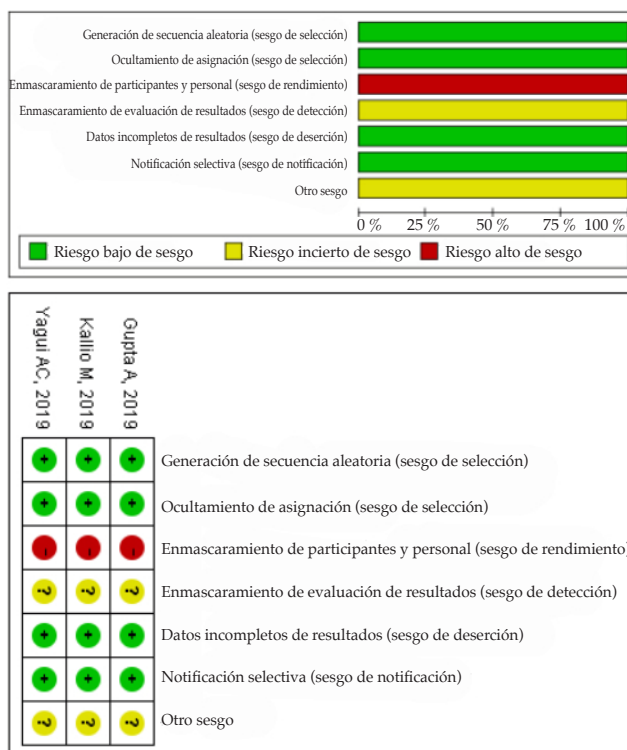 Generación de secuencia aleatoria (sesgo de selección)
Ocultamiento de asignación (sesgo de selección)
Enmascaramiento de participantes y personal (sesgo de rendimiento)
Enmascaramiento de evaluación de resultados (sesgo de detección)
Datos incompletos de resultados (sesgo de deserción)
Notificación selectiva (sesgo de notificación)
Otro sesgo
0 % 25 % 50 % 75 % 100 %
Riesgo bajo de sesgo Riesgo incierto de sesgo Riesgo alto de sesgo
Yagui AC, 2019 Kallio M, 2019 Gupta A, 2019
+ + + Generación de secuencia aleatoria (sesgo de selección)
+ + + Ocultamiento de asignación (sesgo de selección)
- - - Enmascaramiento de participantes y personal (sesgo de rendimiento)
? ? ? Enmascaramiento de evaluación de resultados (sesgo de detección)
+ + + Datos incompletos de resultados (sesgo de deserción)
+ + + Notificación selectiva (sesgo de notificación)
? ? ? Otro sesgo